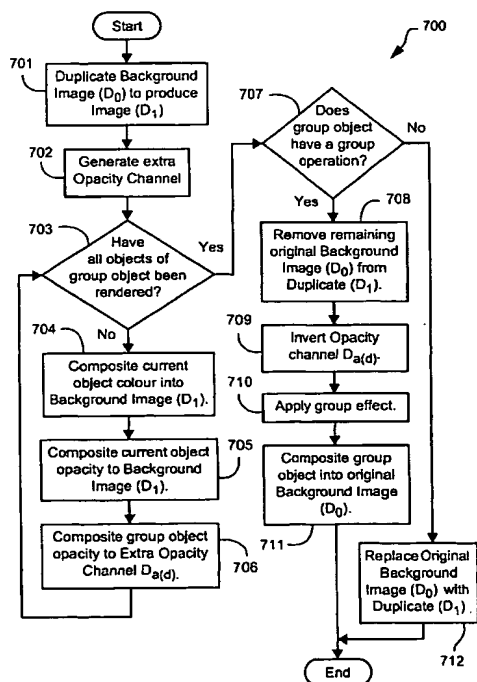 Start
700
701
Duplicate Background
Image (D0) to produce
Image (D1)
702
Generate extra
Opacity Channel
703
Have
all objects of
group object been
rendered?
Yes
No
704
Composite current
object colour into
Background Image (D1).
Composite current object
opacity to Background
Image (D1).
705
Composite group object
opacity to Extra Opacity
Channel Da(d).
706
707
Does
group object
have a group
operation?
No
Yes
708
Remove remaining
original Background
Image (D0) from
Duplicate (D1).
709
Invert Opacity
channel Da(d).
710
Apply group effect.
Composite group
object into original
Background Image
(D0).
711
Replace Original
Background
Image (D0) with
Duplicate (D1).
712
End